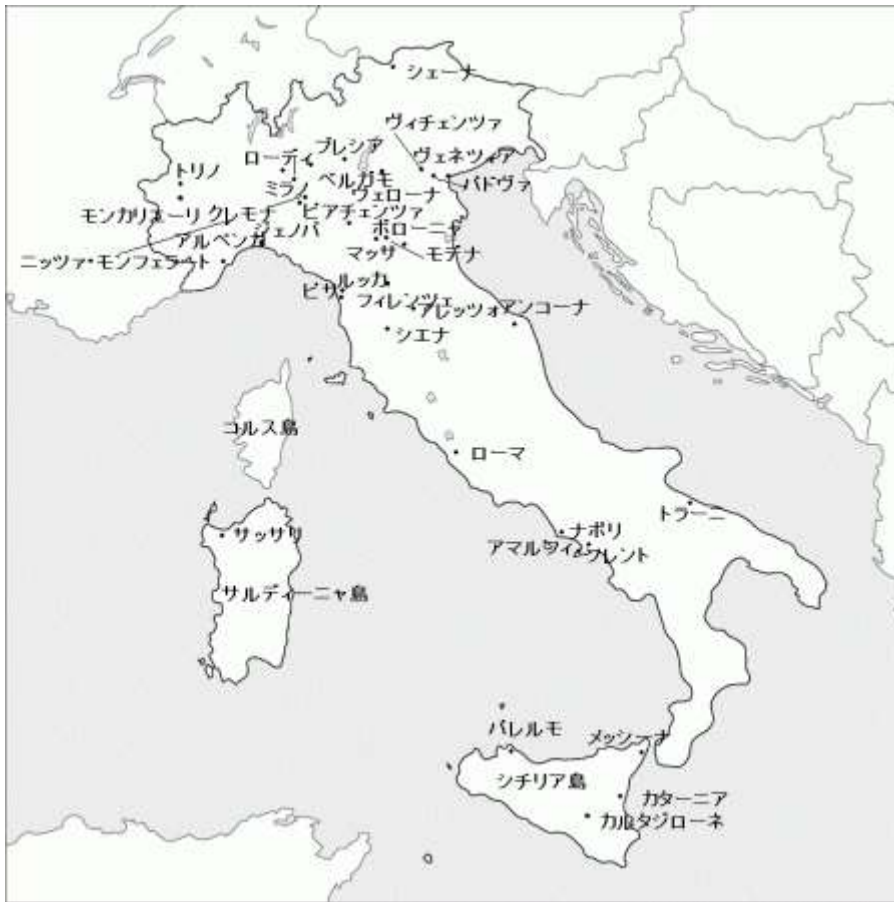 シェーナ
ヴィチェンツァ
ブレシア
ローディ
ヴェネツィア
トリノ
ミラノ
ベルガモ
パドヴァ
ヴェローナ
モンカリエーリ
クレモナ
ピアチェンツァ
ジェノバ
ボローニャ
アルベンガ
マッサ
モデナ
ニッツァ・モンフェラート
ルッカ
ピサ
フィレンツェ
アレッツォ
アンコーナ
シエナ
コルス島
ローマ
トラーニ
サッサリ
ナポリ
アマルフィ
サルディーニャ島
パレルモ
メッシーナ
シチリア島
カターニア
カルタジローネ